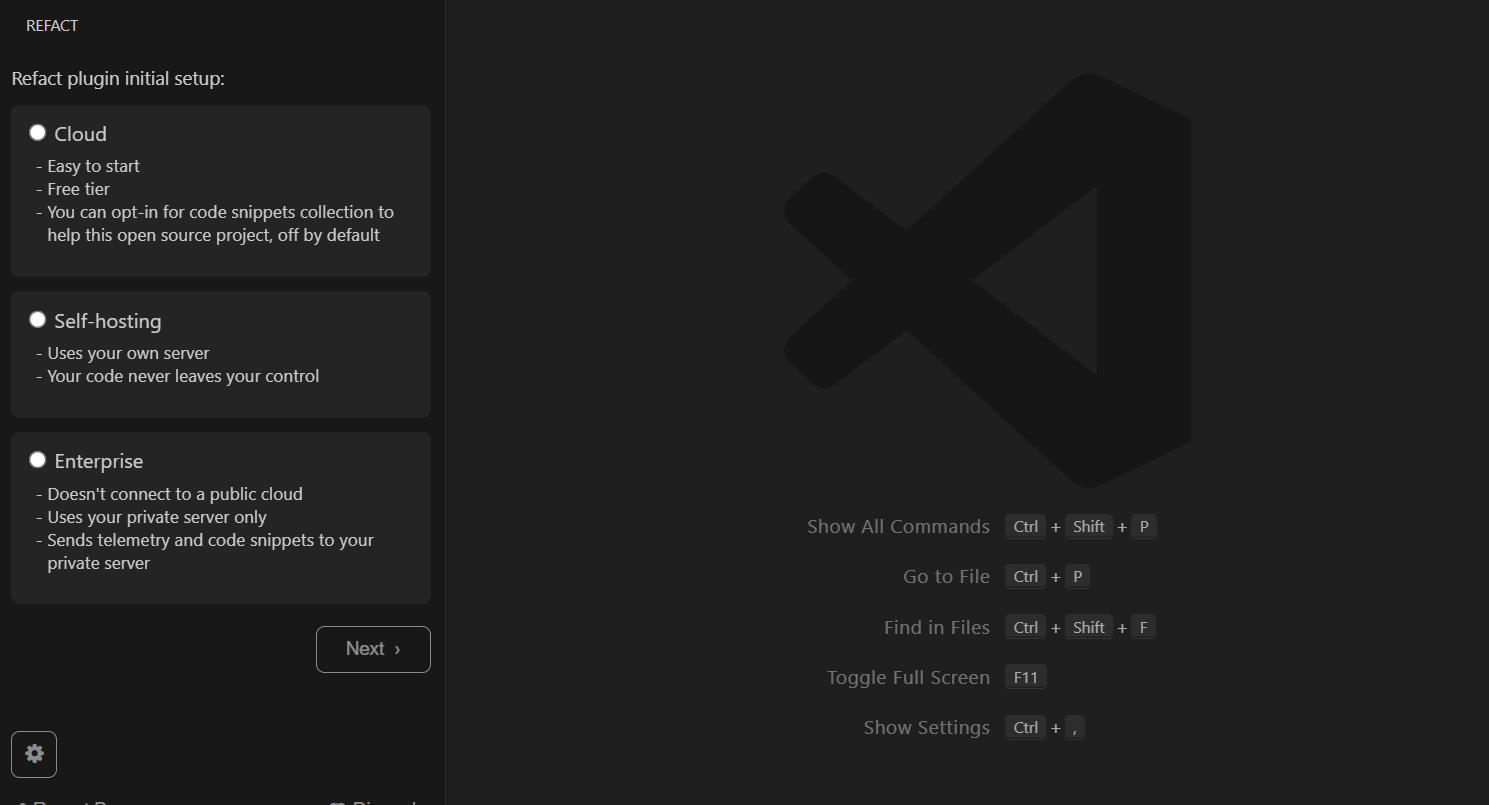 REFACT
Refact plugin initial setup:
Cloud
- Easy to start
- Free tier
- You can opt-in for code snippets collection to
help this open source project, off by default
Self-hosting
- Uses your own server
- Your code never leaves your control
Enterprise
- Doesn't connect to a public cloud
- Uses your private server only
- Sends telemetry and code snippets to your
private server
Next ›
Show All Commands Ctrl + Shift + P
Go to File Ctrl + P
Find in Files Ctrl + Shift + F
Toggle Full Screen F11
Show Settings Ctrl + ,